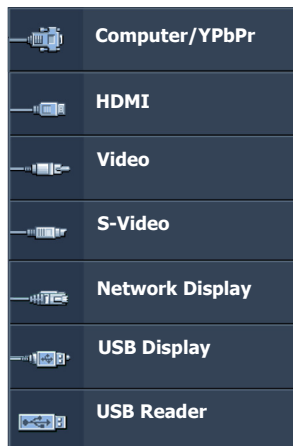 Computer/YPbPr
HDMI
Video
S-Video
Network Display
USB Display
USB Reader